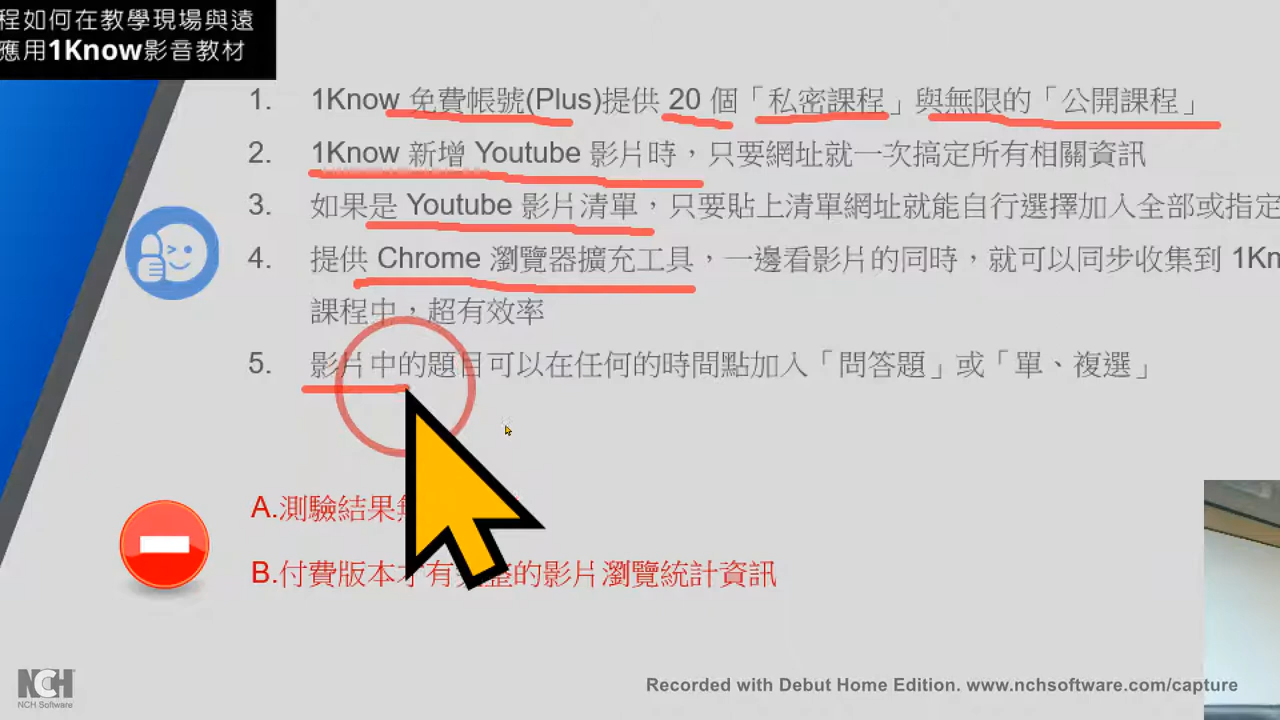 程如何在教學現場與遠
應用1Know影音教材
1. 1Know 免費帳號(Plus)提供 20 個「私密課程」與無限的「公開課程」
2. 1Know 新增 Youtube 影片時，只要網址就一次搞定所有相關資訊
3. 如果是 Youtube 影片清單，只要貼上清單網址就能自行選擇加入全部或指定
4. 提供 Chrome 瀏覽器擴充工具，一邊看影片的同時，就可以同步收集到 1Kn
課程中，超有效率
5. 影片中的題目可以在任何的時間點加入「問答題」或「單、複選」
A.測驗結果
B.付費版本才有 整的影片瀏覽統計資訊
NCH
NCH Software
Recorded with Debut Home Edition. www.nchsoftware.com/capture